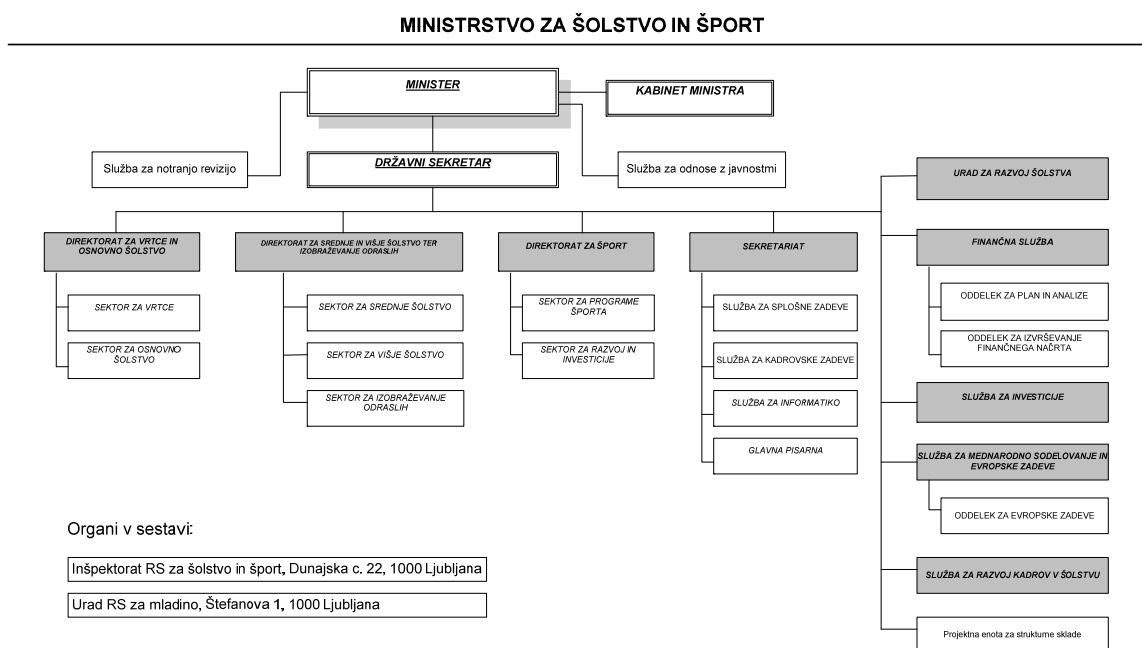 MINISTRSTVO ZA ŠOLSTVO IN ŠPORT
MINISTER
KABINET MINISTRA
Služba za notranjo revizijo
DRŽAVNI SEKRETAR
Služba za odnose z javnostmi
DIREKTORAT ZA VRTCE IN
OSNOVNO ŠOLSTVO
SEKTOR ZA VRTCE
SEKTOR ZA OSNOVNO
ŠOLSTVO
DIREKTORAT ZA SREDNJE IN VIŠJE ŠOLSTVO TER
IZOBRAŽEVANJE ODRASLIH
SEKTOR ZA SREDNJE ŠOLSTVO
SEKTOR ZA VIŠJE ŠOLSTVO
SEKTOR ZA IZOBRAŽEVANJE
ODRASLIH
DIREKTORAT ZA ŠPORT
SEKTOR ZA PROGRAME
ŠPORTA
SEKTOR ZA RAZVOJ IN
INVESTICIJE
SEKRETARIAT
SLUŽBA ZA SPLOŠNE ZADEVE
SLUŽBA ZA KADROVSKE ZADEVE
SLUŽBA ZA INFORMATIKO
GLAVNA PISARNA
URAD ZA RAZVOJ ŠOLSTVA
FINANČNA SLUŽBA
ODDELEK ZA PLAN IN ANALIZE
ODDELEK ZA IZVRŠEVANJE
FINANČNEGA NAČRTA
SLUŽBA ZA INVESTICIJE
SLUŽBA ZA MEDNARODNO SODELOVANJE IN
EVROPSKE ZADEVE
ODDELEK ZA EVROPSKE ZADEVE
SLUŽBA ZA RAZVOJ KADROV V ŠOLSTVU
Projektna enota za strukturne sklade
Organi v sestavi:
Inšpektorat RS za šolstvo in šport, Dunajska c. 22, 1000 Ljubljana
Urad RS za mladino, Štefanova 1, 1000 Ljubljana